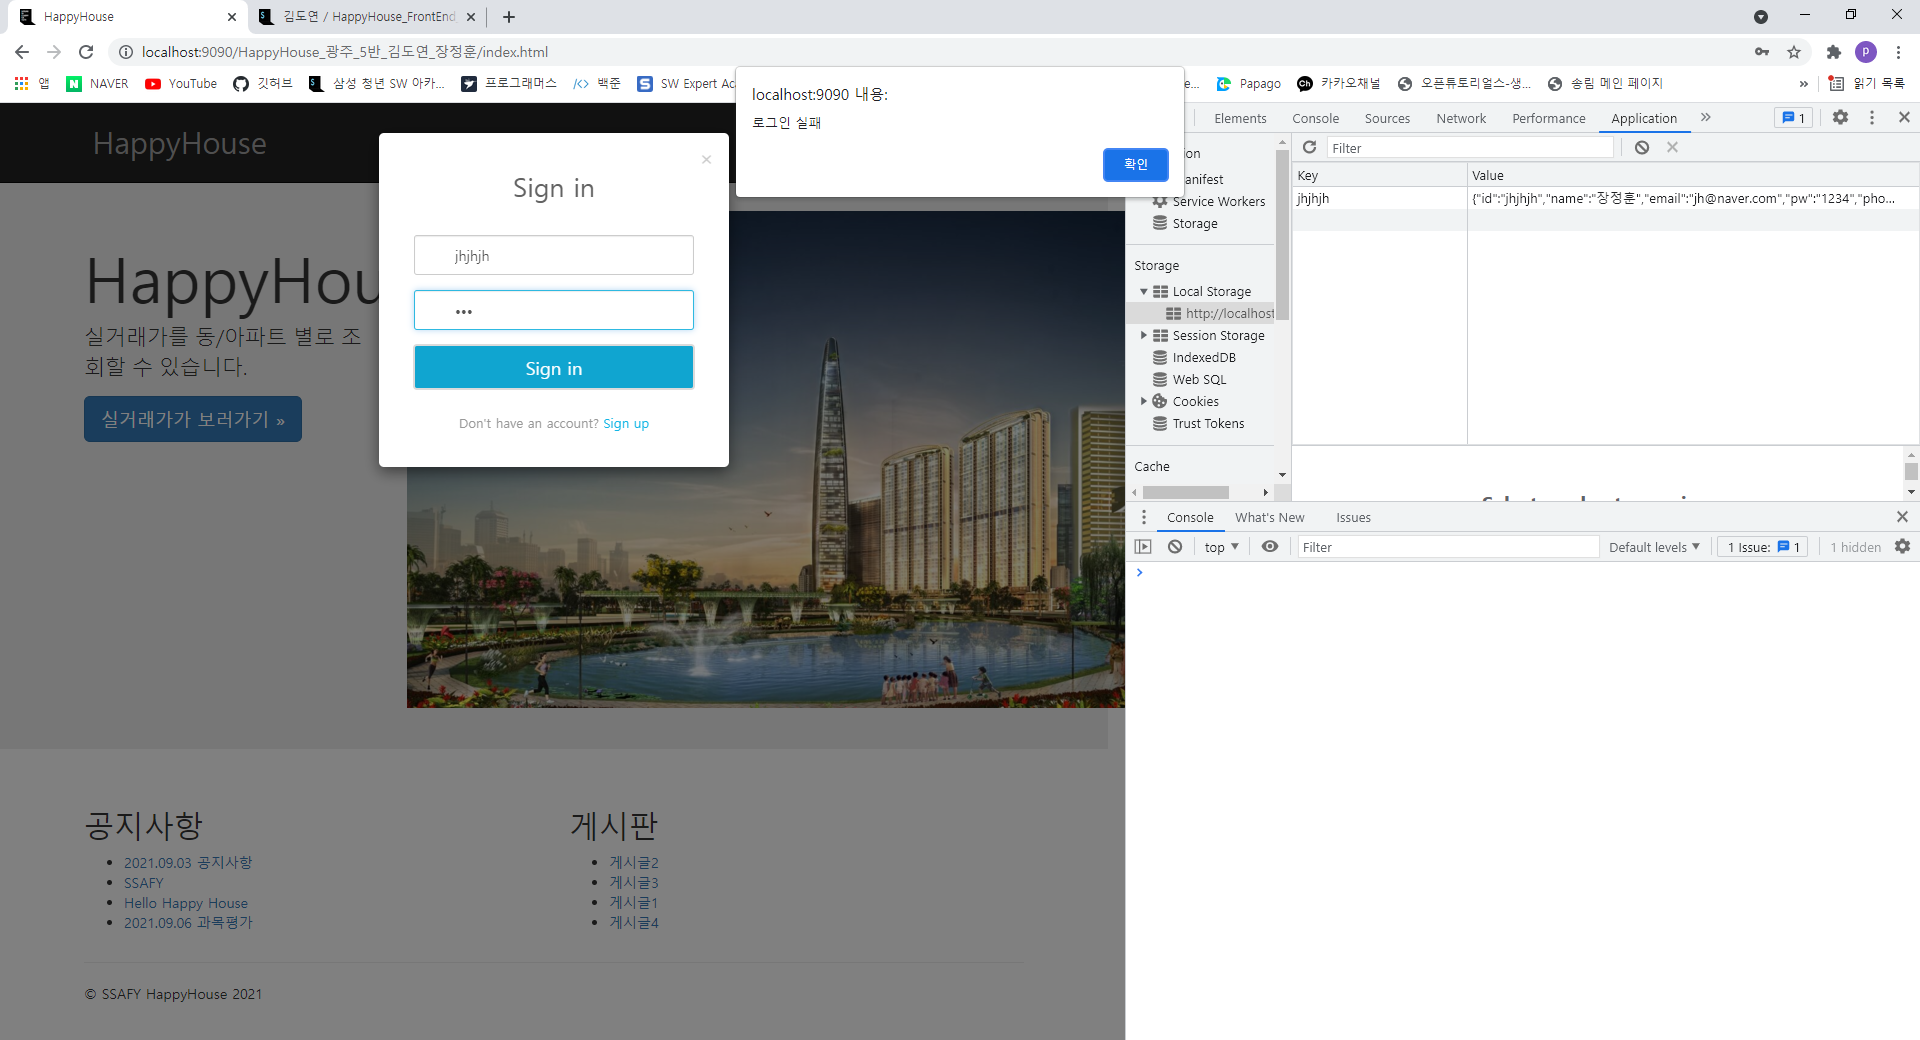 HappyHouse
김도연 / HappyHouse_FrontEnd
localhost:9090/HappyHouse_광주_5반_김도연_장정훈/index.html
P
앱
NAVER
YouTube
깃허브
삼성 청년 SW 아카...
프로그래머스
백준
SW Expert Ac
e...
Papago
카카오채널
오픈튜토리얼스-생...
송림 메인 페이지
»
읽기 목록
localhost:9090 내용:
로그인 실패
확인
HappyHouse
×
Sign in
jhjhjh
•••
Sign in
Don't have an account? Sign up
HappyHou
실거래가를 동/아파트 별로 조
회할 수 있습니다.
실거래가가 보러가기 »
공지사항
2021.09.03 공지사항
SSAFY
Hello Happy House
2021.09.06 과목평가
게시판
게시글2
게시글3
게시글1
게시글4
© SSAFY HappyHouse 2021
Elements
Console
Sources
Network
Performance
Application
»
1
ion
anifest
Service Workers
Storage
Storage
Local Storage
http://localhost
Session Storage
IndexedDB
Web SQL
Cookies
Trust Tokens
Cache
Filter
Key
Value
jhjhjh
{"id":"jhjhjh","name":"장정훈","email":"jh@naver.com","pw":"1234","pho...
Console
What's New
Issues
top
Filter
Default levels
1 Issue:
1
1 hidden